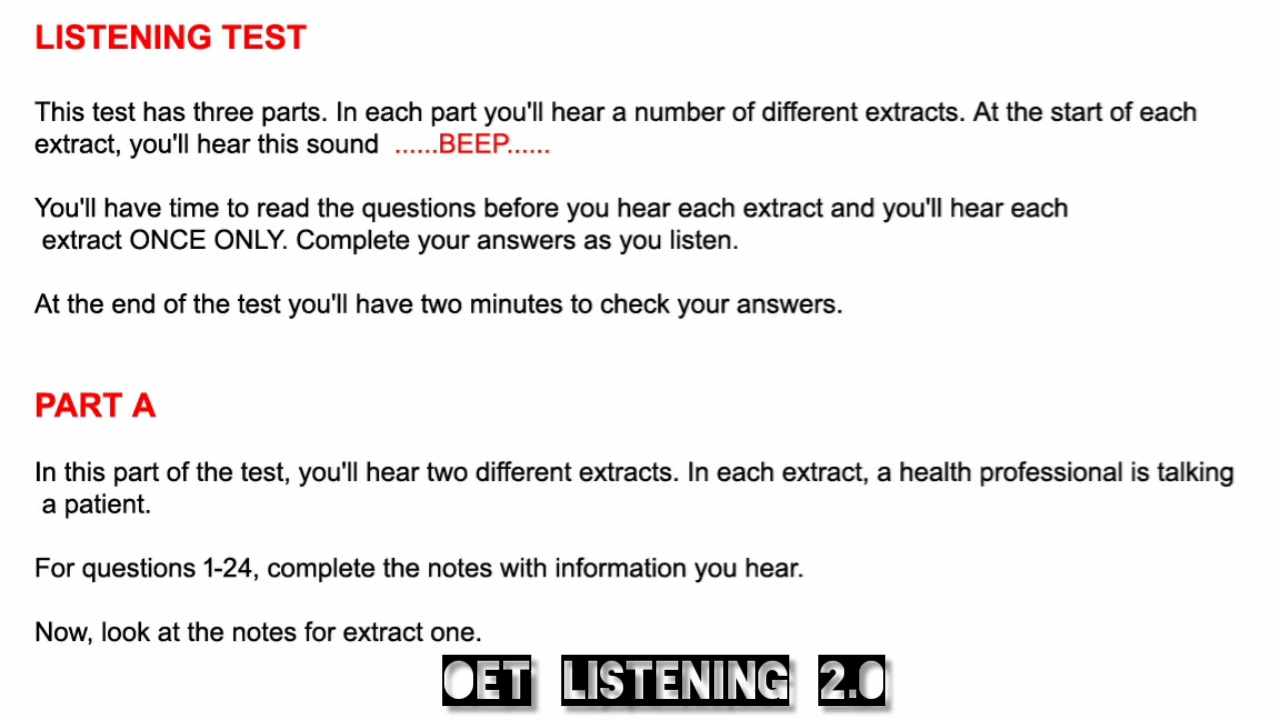 LISTENING TEST
This test has three parts. In each part you'll hear a number of different extracts. At the start of each
extract, you'll hear this sound ......BEEP......
You'll have time to read the questions before you hear each extract and you'll hear each
extract ONCE ONLY. Complete your answers as you listen.
At the end of the test you'll have two minutes to check your answers.
PART A
In this part of the test, you'll hear two different extracts. In each extract, a health professional is talking
a patient.
For questions 1-24, complete the notes with information you hear.
Now, look at the notes for extract one.
OET LISTENING 2.0